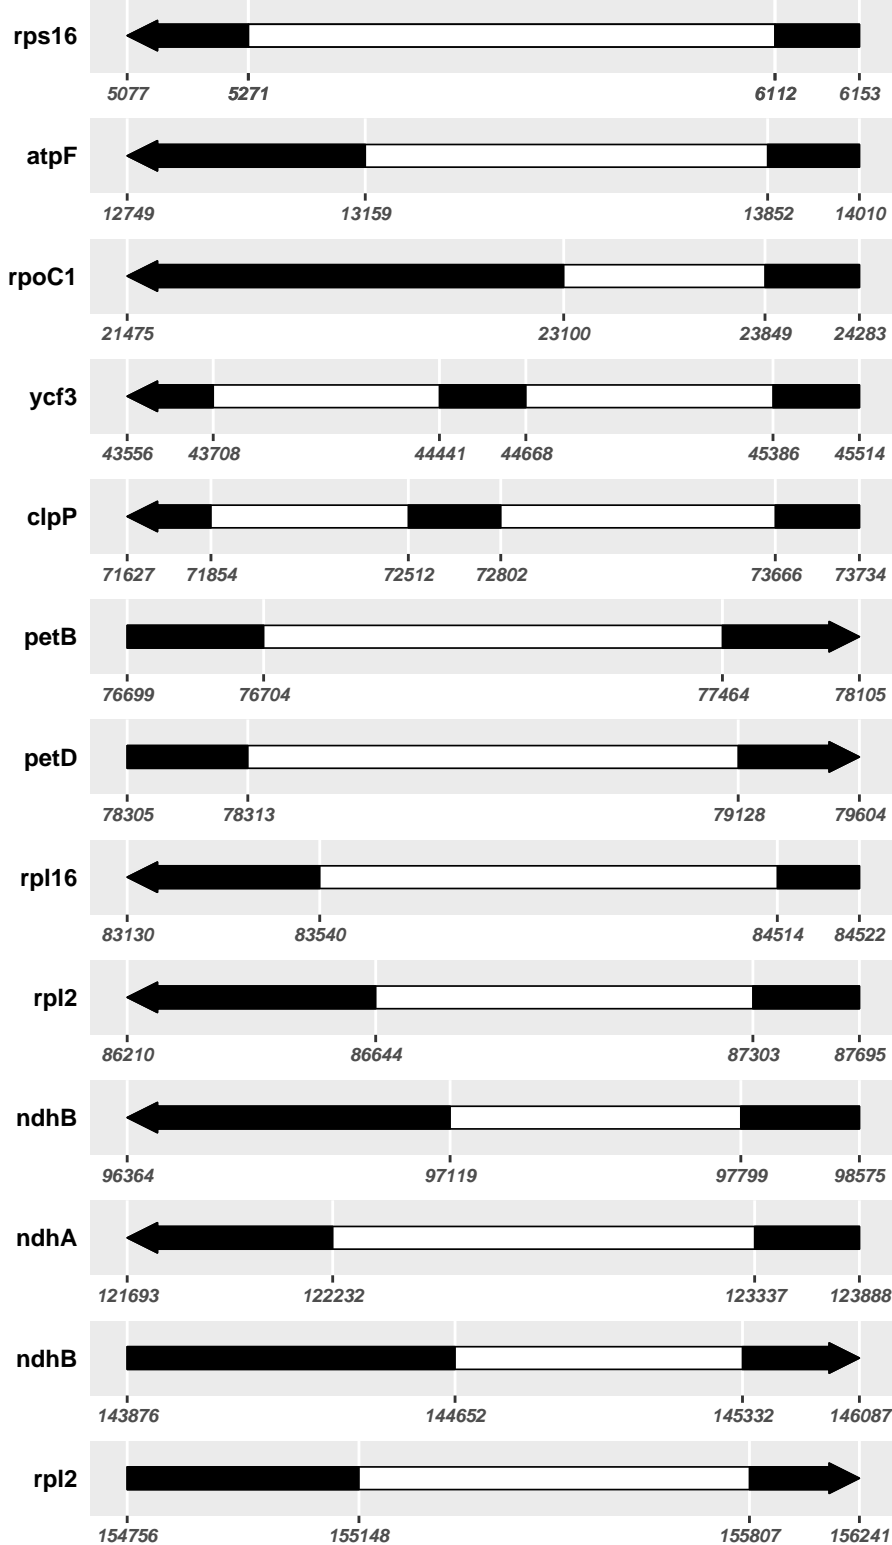 rps16
5077 5271 6112 6153
atpF
12749 13159 13852 14010
rpoC1
21475 23100 23849 24283
ycf3
43556 43708 44441 44668 45386 45514
clpP
71627 71854 72512 72802 73666 73734
petB
76699 76704 77464 78105
petD
78305 78313 79128 79604
rpl16
83130 83540 84514 84522
rpl2
86210 86644 87303 87695
ndhB
96364 97119 97799 98575
ndhA
121693 122232 123337 123888
ndhB
143876 144652 145332 146087
rpl2
154756 155148 155807 156241